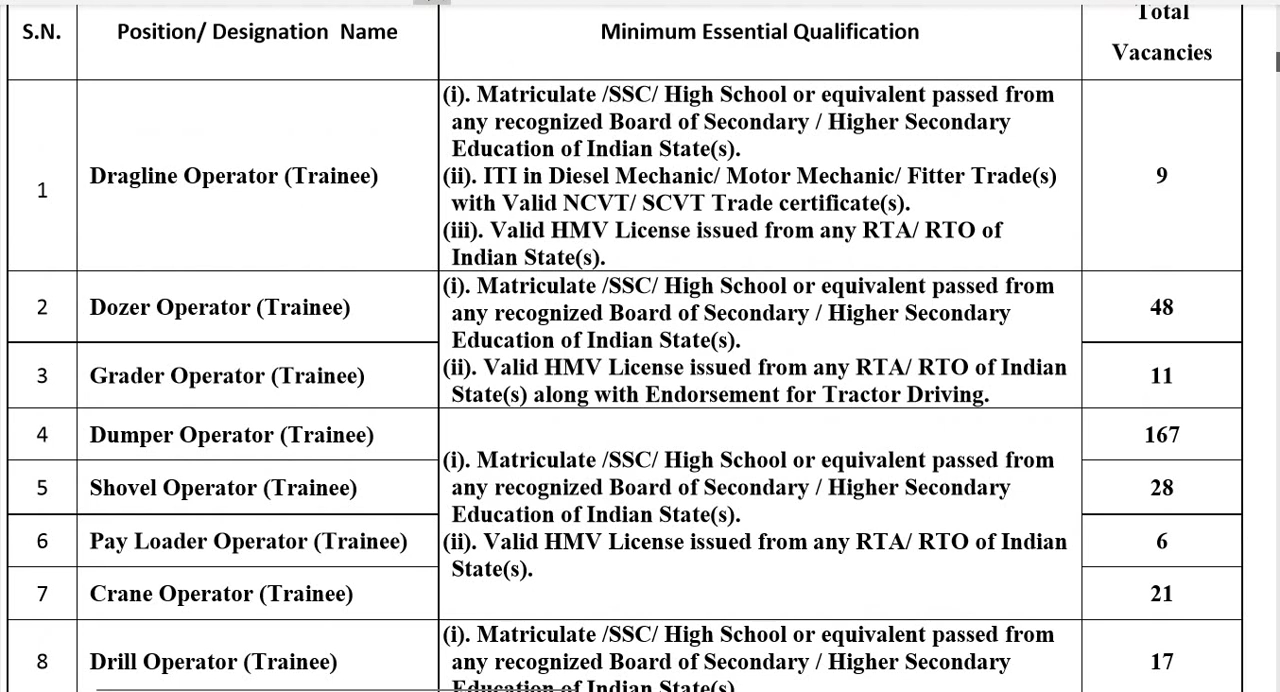 S.N.
Position/ Designation Name
Minimum Essential Qualification
Total
Vacancies
1
Dragline Operator (Trainee)
(i). Matriculate /SSC/ High School or equivalent passed from
any recognized Board of Secondary / Higher Secondary
Education of Indian State(s).
(ii). ITI in Diesel Mechanic/ Motor Mechanic/ Fitter Trade(s)
with Valid NCVT/ SCVT Trade certificate(s).
(iii). Valid HMV License issued from any RTA/ RTO of
Indian State(s).
9
2
Dozer Operator (Trainee)
(i). Matriculate /SSC/ High School or equivalent passed from
any recognized Board of Secondary / Higher Secondary
Education of Indian State(s).
(ii). Valid HMV License issued from any RTA/ RTO of Indian
State(s) along with Endorsement for Tractor Driving.
48
3
Grader Operator (Trainee)
11
4
Dumper Operator (Trainee)
(i). Matriculate /SSC/ High School or equivalent passed from
any recognized Board of Secondary / Higher Secondary
Education of Indian State(s).
(ii). Valid HMV License issued from any RTA/ RTO of Indian
State(s).
167
5
Shovel Operator (Trainee)
28
6
Pay Loader Operator (Trainee)
6
7
Crane Operator (Trainee)
21
8
Drill Operator (Trainee)
(i). Matriculate /SSC/ High School or equivalent passed from
any recognized Board of Secondary / Higher Secondary
Education of Indian State(s)
17